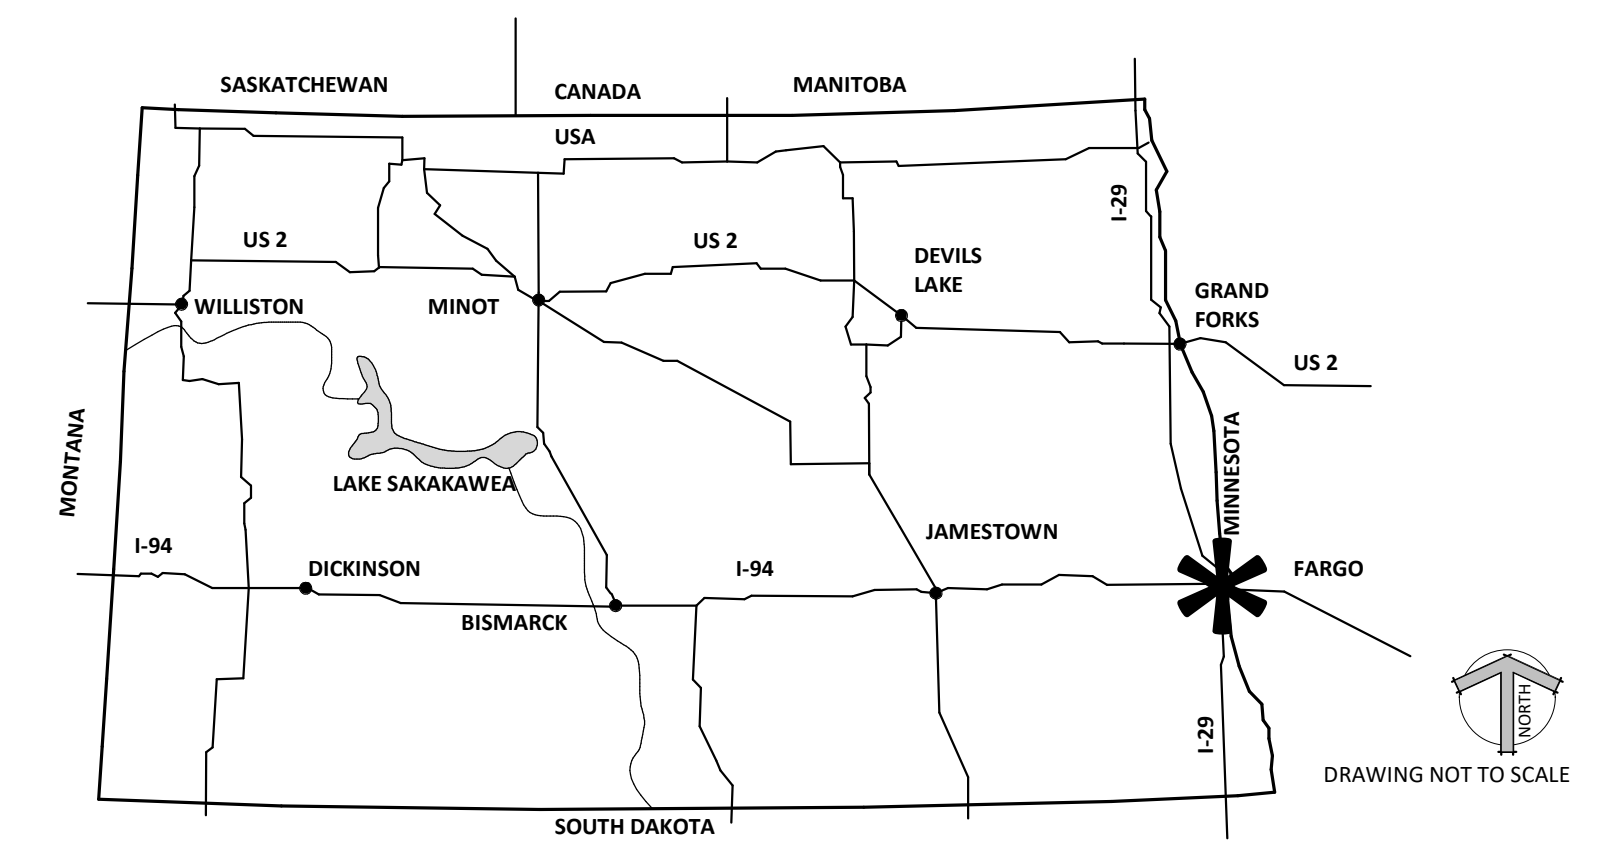 SASKATCHEWAN
CANADA
MANITOBA
USA
I-29
US 2
US 2
DEVILS
LAKE
GRAND
FORKS
WILLISTON
MINOT
US 2
MONTANA
MINNESOTA
LAKE SAKAKAWEA
JAMESTOWN
I-94
DICKINSON
I-94
FARGO
BISMARCK
NORTH
I-29
DRAWING NOT TO SCALE
SOUTH DAKOTA